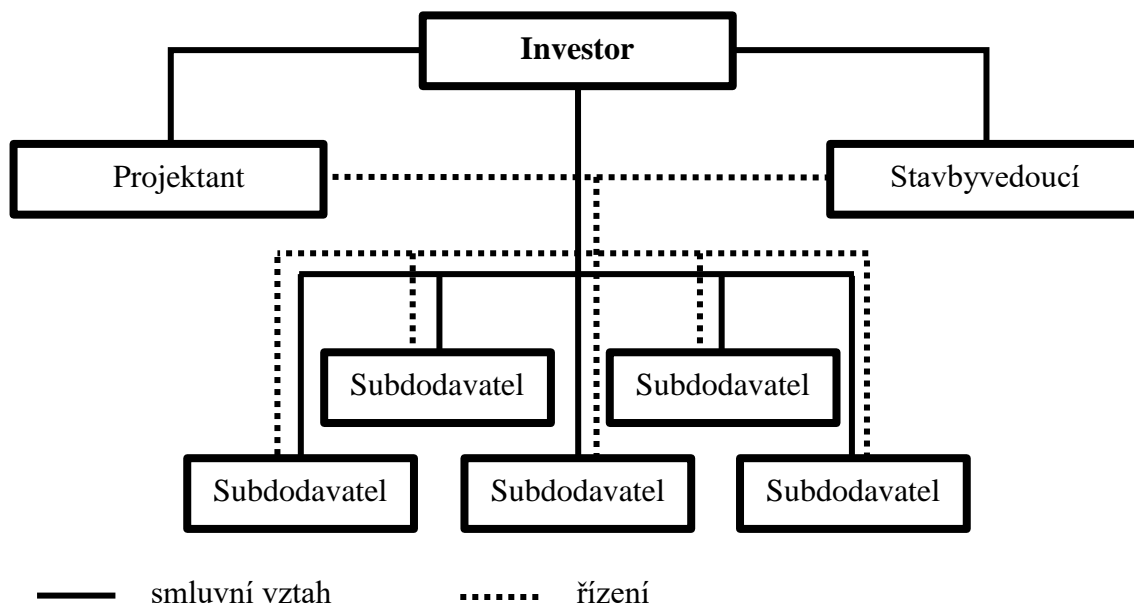 Investor
Projektant
Stavbyvedoucí
Subdodavatel
Subdodavatel
Subdodavatel
Subdodavatel
Subdodavatel
smluvní vztah
řízení